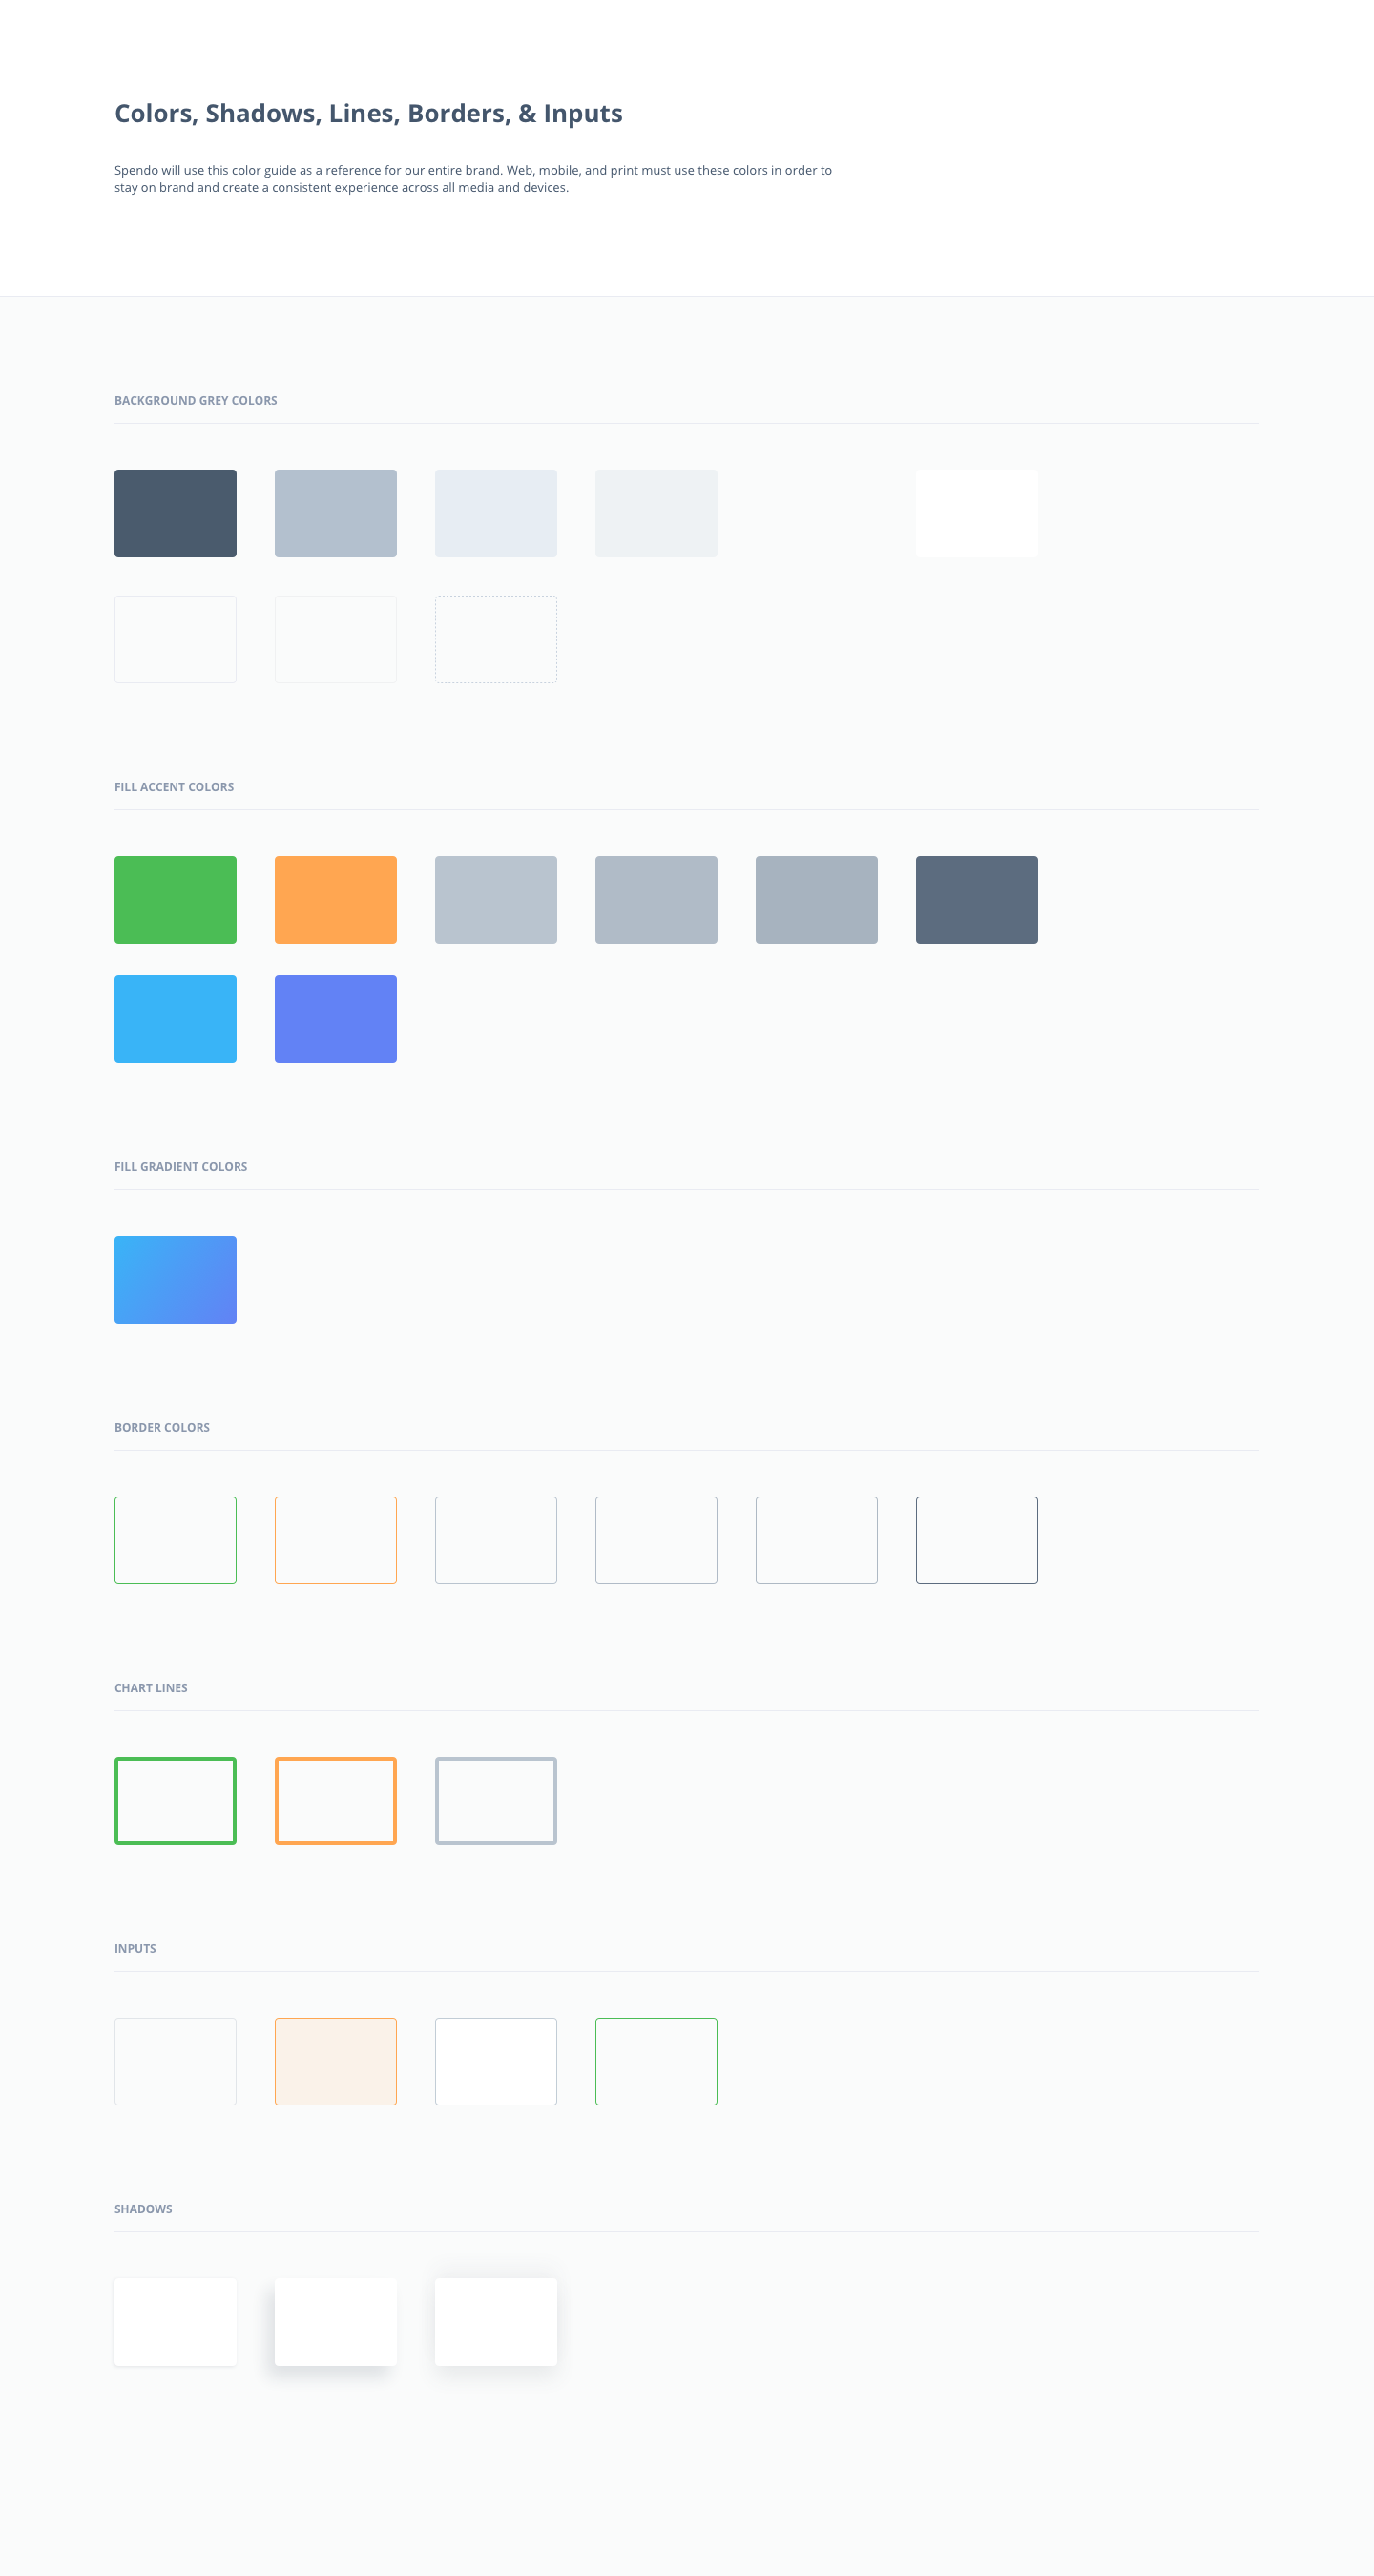 Colors, Shadows, Lines, Borders, & Inputs
Spendo will use this color guide as a reference for our entire brand. Web, mobile, and print must use these colors in order to
stay on brand and create a consistent experience across all media and devices.
BACKGROUND GREY COLORS
FILL ACCENT COLORS
FILL GRADIENT COLORS
BORDER COLORS
CHART LINES
INPUTS
SHADOWS